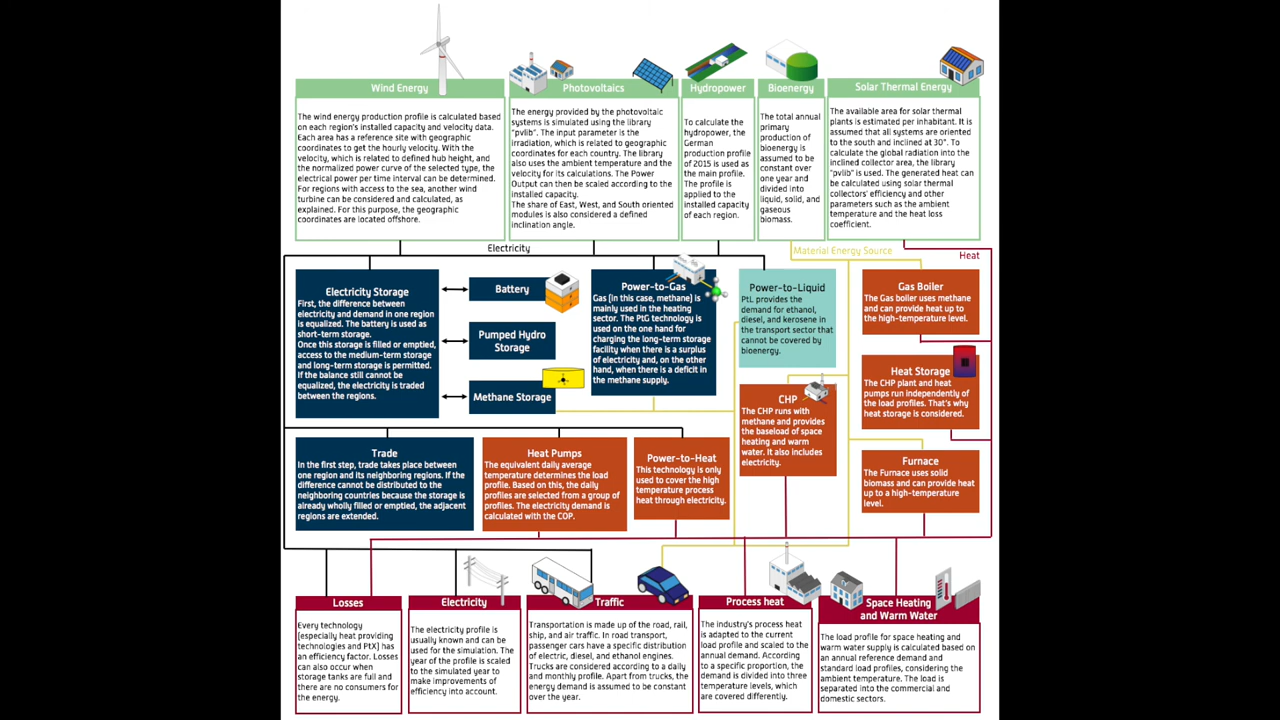 Wind Energy
The wind energy production profile is calculated based
on each region's installed capacity and velocity data.
Each area has a reference site with geographic
coordinates to get the hourly velocity. With the
velocity, which is related to defined hub height, and
the normalized power curve of the selected type, the
electrical power per time interval can be determined.
For regions with access to the sea, another wind
turbine can be considered and calculated, as
explained. For this purpose, the geographic
coordinates are located offshore.
Photovoltaics
The energy provided by the photovoltaic
systems is simulated using the library
"pvlib". The input parameter is the
irradiation, which is related to geographic
coordinates for each country. The library
also uses the ambient temperature and the
velocity for its calculations. The Power
Output can then be scaled according to the
installed capacity.
The share of East, West, and South oriented
modules is also considered a defined
inclination angle.
Hydropower
To calculate the
hydropower, the
German
production profile
of 2015 is used as
the main profile.
The profile is
applied to the
installed capacity
of each region.
Bioenergy
The total annual
primary
production of
bioenergy is
assumed to be
constant over
one year and
divided into
liquid, solid, and
gaseous
biomass.
Solar Thermal Energy
The available area for solar thermal
plants is estimated per inhabitant. It is
assumed that all systems are oriented
to the south and inclined at 30°. To
calculate the global radiation into the
inclined collector area, the library
"pvlib" is used. The generated heat can
be calculated using solar thermal
collectors' efficiency and other
parameters such as the ambient
temperature and the heat loss
coefficient.
Electricity
Material Energy Source
Heat
Electricity Storage
First, the difference between
electricity and demand in one region
is equalized. The battery is used as
short-term storage.
Once this storage is filled or emptied,
access to the medium-term storage
and long-term storage is permitted.
If the balance still cannot be
equalized, the electricity is traded
between the regions.
Battery
Pumped Hydro
Storage
Methane Storage
Power-to-Gas
Gas (in this case, methane) is
mainly used in the heating
sector. The PtG technology is
used on the one hand for
charging the long-term storage
facility when there is a surplus
of electricity and, on the other
hand, when there is a deficit in
the methane supply.
Power-to-Liquid
PtL provides the
demand for ethanol,
diesel, and kerosene in
the transport sector that
cannot be covered by
bioenergy.
Gas Boiler
The Gas boiler uses methane
and can provide heat up to
the high-temperature level.
CHP
The CHP runs with
methane and provides
the baseload of space
heating and warm
water. It also includes
electricity.
Heat Storage
The CHP plant and heat
pumps run independently of
the load profiles. That's why
heat storage is considered.
Trade
In the first step, trade takes place between
one region and its neighboring regions. If the
difference cannot be distributed to the
neighboring countries because the storage is
already wholly filled or emptied, the adjacent
regions are extended.
Heat Pumps
The equivalent daily average
temperature determines the load
profile. Based on this, the daily
profiles are selected from a group of
profiles. The electricity demand is
calculated with the COP.
Power-to-Heat
This technology is only
used to cover the high
temperature process
heat through electricity.
Furnace
The Furnace uses solid
biomass and can provide heat
up to a high-temperature
level.
Losses
Every technology
(especially heat providing
technologies and PtX) has
an efficiency factor. Losses
can also occur when
storage tanks are full and
there are no consumers for
the energy.
Electricity
The electricity profile is
usually known and can be
used for the simulation. The
year of the profile is scaled
to the simulated year to
make improvements of
efficiency into account.
Traffic
Transportation is made up of the road, rail,
ship, and air traffic. In road transport,
passenger cars have a specific distribution
of electric, diesel, and ethanol engines.
Trucks are considered according to a daily
and monthly profile. Apart from trucks, the
energy demand is assumed to be constant
over the year.
Process heat
The industry's process heat
is adapted to the current
load profile and scaled to the
annual demand. According
to a specific proportion, the
demand is divided into three
temperature levels, which
are covered differently.
Space Heating
and Warm Water
The load profile for space heating and
warm water supply is calculated based on
an annual reference demand and
standard load profiles, considering the
ambient temperature. The load is
separated into the commercial and
domestic sectors.